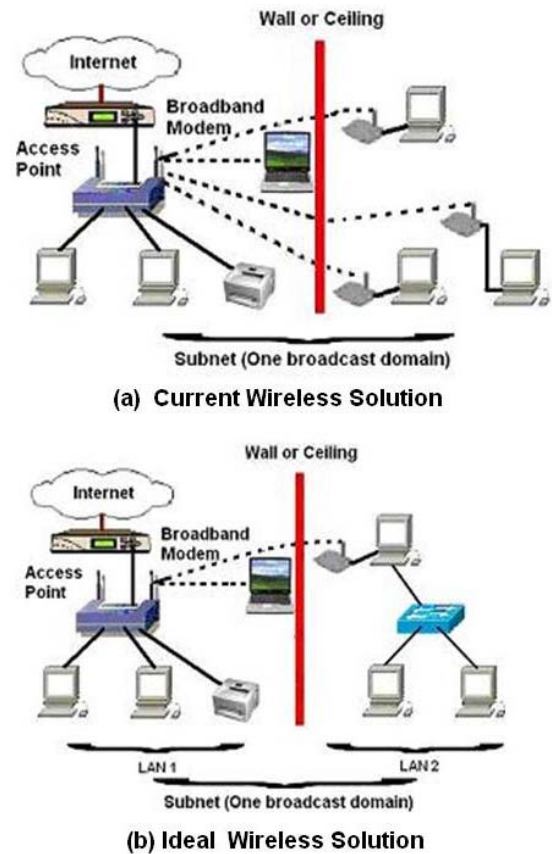 Wall or Ceiling
Internet
Broadband
Modem
Access
Point
Subnet (One broadcast domain)
(a) Current Wireless Solution
Wall or Ceiling
Internet
Broadband
Modem
Access
Point
LAN 1
LAN 2
Subnet (One broadcast domain)
(b) Ideal Wireless Solution